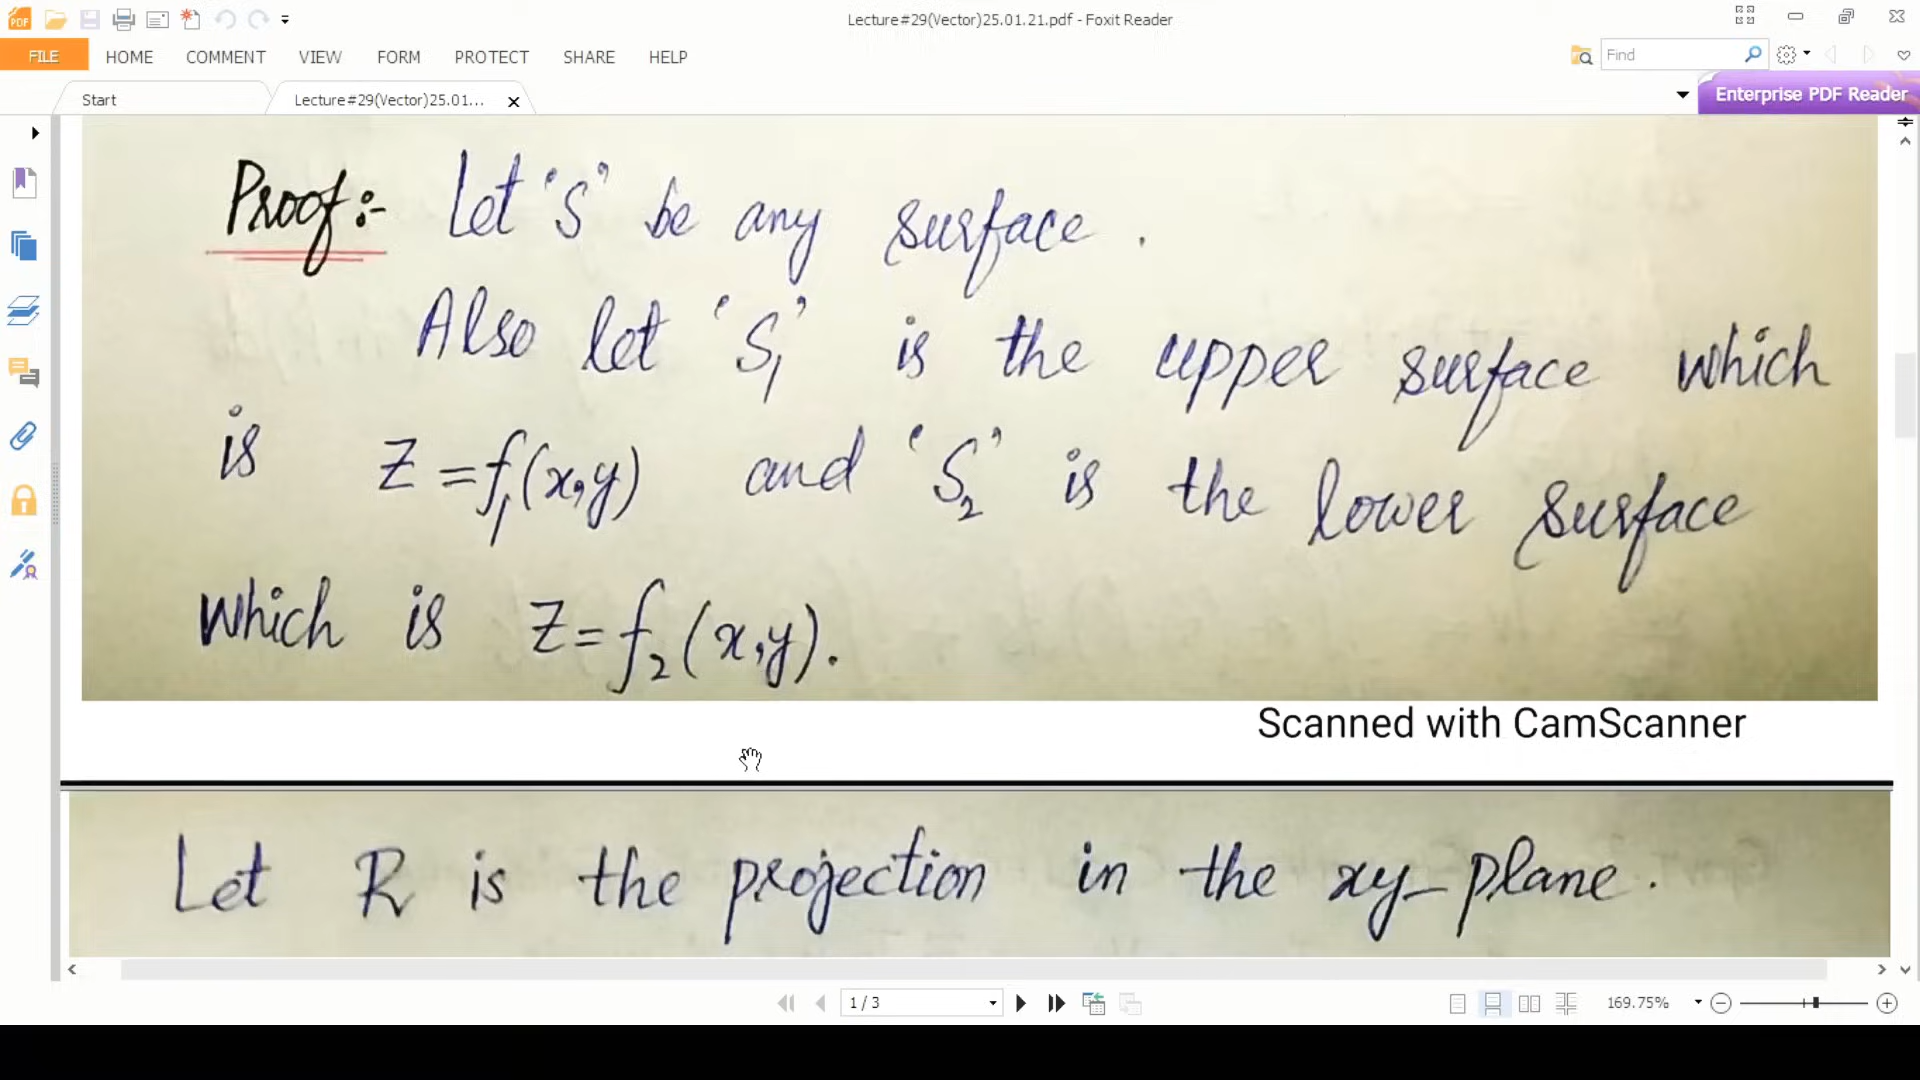 Lecture#29(Vector)25.01.21.pdf - Foxit Reader
FILE HOME COMMENT VIEW FORM PROTECT SHARE HELP Find
Start Lecture#29(Vector)25.01... Enterprise PDF Reader
Proof:- Let 'S' be any surface.
Also let 'S₁' is the upper surface which
is Z = f₁(x,y) and 'S₂' is the lower surface
which is Z = f₂(x,y).
Scanned with CamScanner
Let R is the projection in the xy-plane.
1 / 3 169.75%